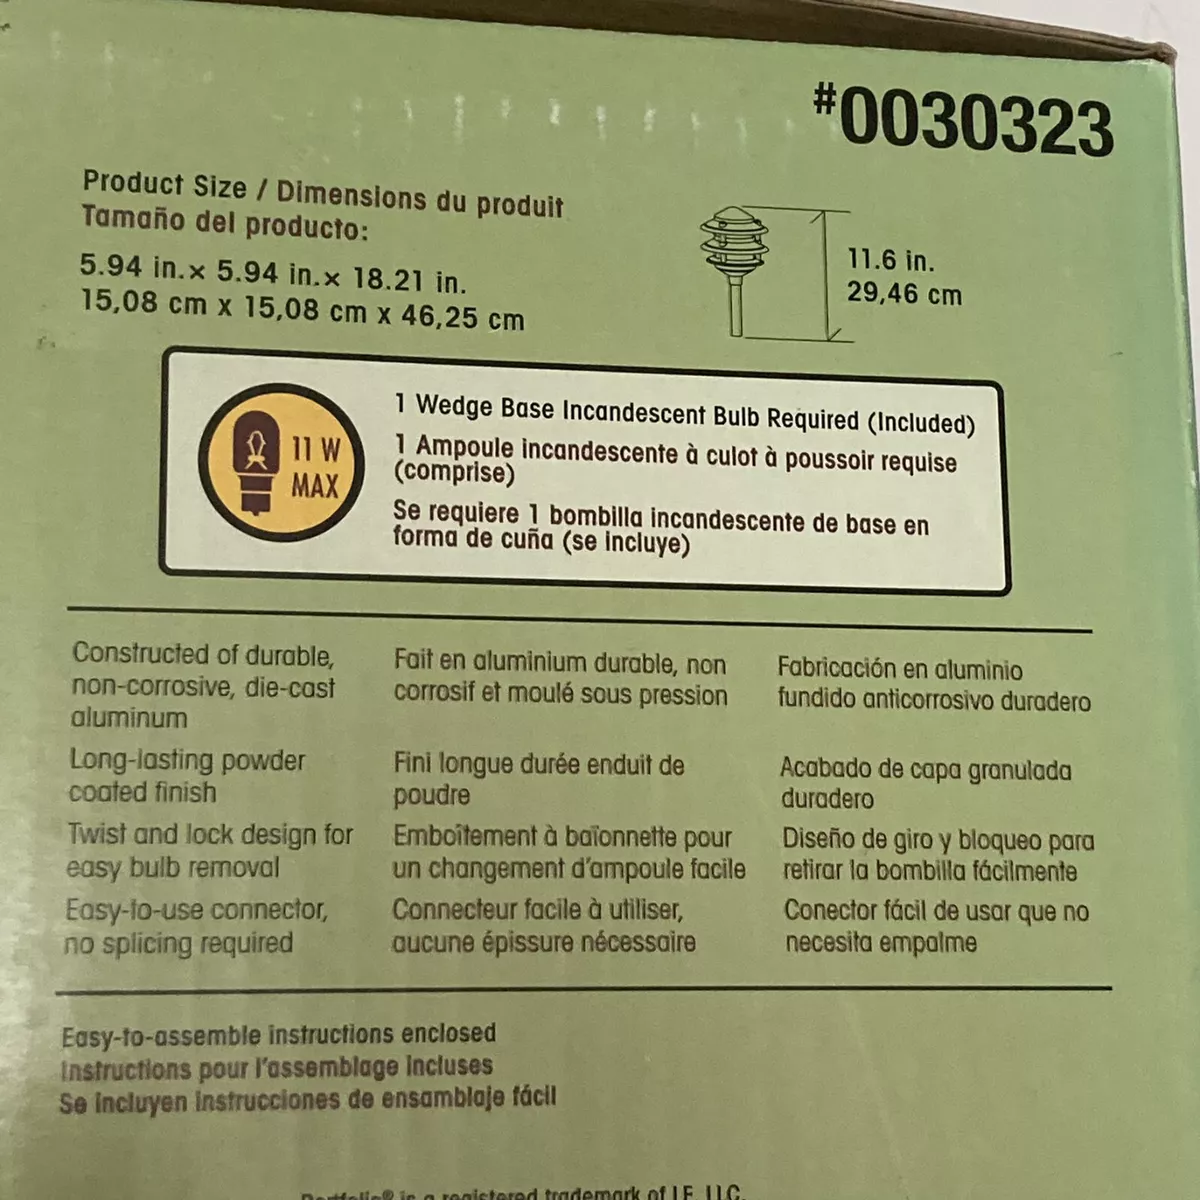 #0030323
Product Size / Dimensions du produit
Tamaño del producto:
5.94 in.x 5.94 in.x 18.21 in.
15,08 cm x 15,08 cm x 46,25 cm
11.6 in.
29,46 cm
11 W
MAX
1 Wedge Base Incandescent Bulb Required (Included)
1 Ampoule incandescente à culot à poussoir requise
(comprise)
Se requiere 1 bombilla incandescente de base en
forma de cuña (se incluye)
Constructed of durable,
non-corrosive, die-cast
aluminum
Long-lasting powder
coated finish
Twist and lock design for
easy bulb removal
Easy-to-use connector,
no splicing required
Fait en aluminium durable, non
corrosif et moulé sous pression
Fini longue durée enduit de
poudre
Emboîtement à baïonnette pour
un changement d'ampoule facile
Connecteur facile à utiliser,
aucune épissure nécessaire
Fabricación en aluminio
fundido anticorrosivo duradero
Acabado de capa granulada
duradero
Diseño de giro y bloqueo para
retirar la bombilla fácilmente
Conector fácil de usar que no
necesita empalme
Easy-to-assemble instructions enclosed
Instructions pour l'assemblage incluses
Se incluyen instrucciones de ensamblaje fácil
Portfolio® is a registered trademark of LF, LLC.